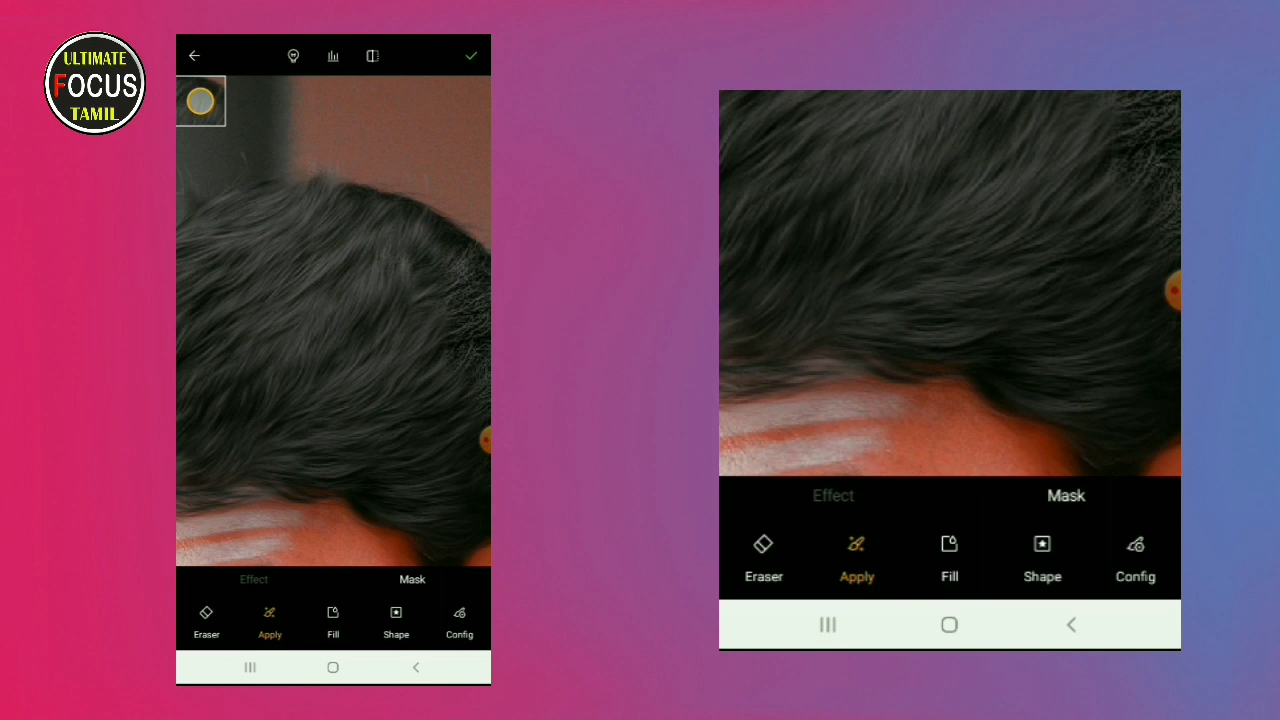 ULTIMATE
FOCUS
TAMIL
Effect Mask
Eraser Apply Fill Shape Config
Effect Mask
Eraser Apply Fill Shape Config